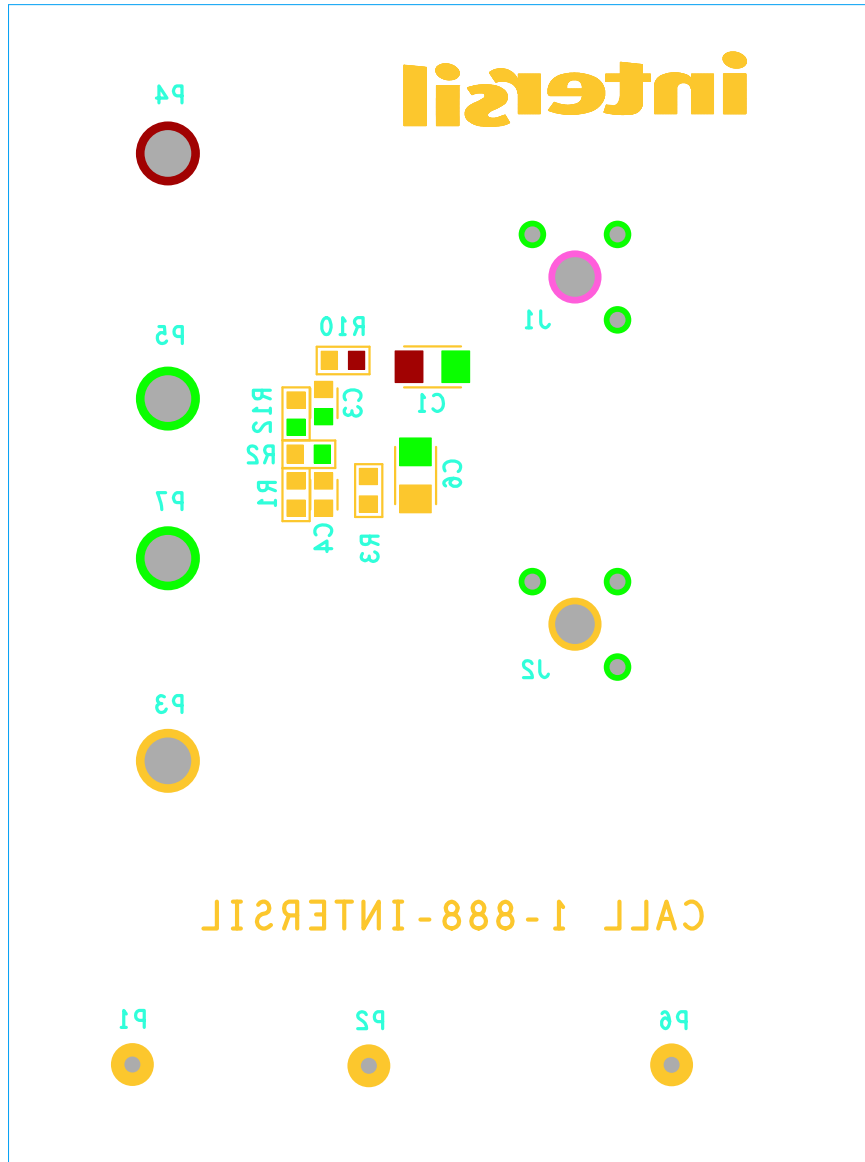 intersil
P4
J1
P5
R10
C1
C3
R12
R2
C6
R1
P7
C4
R3
J2
P3
CALL 1-888-INTERSIL
P1
P2
P6